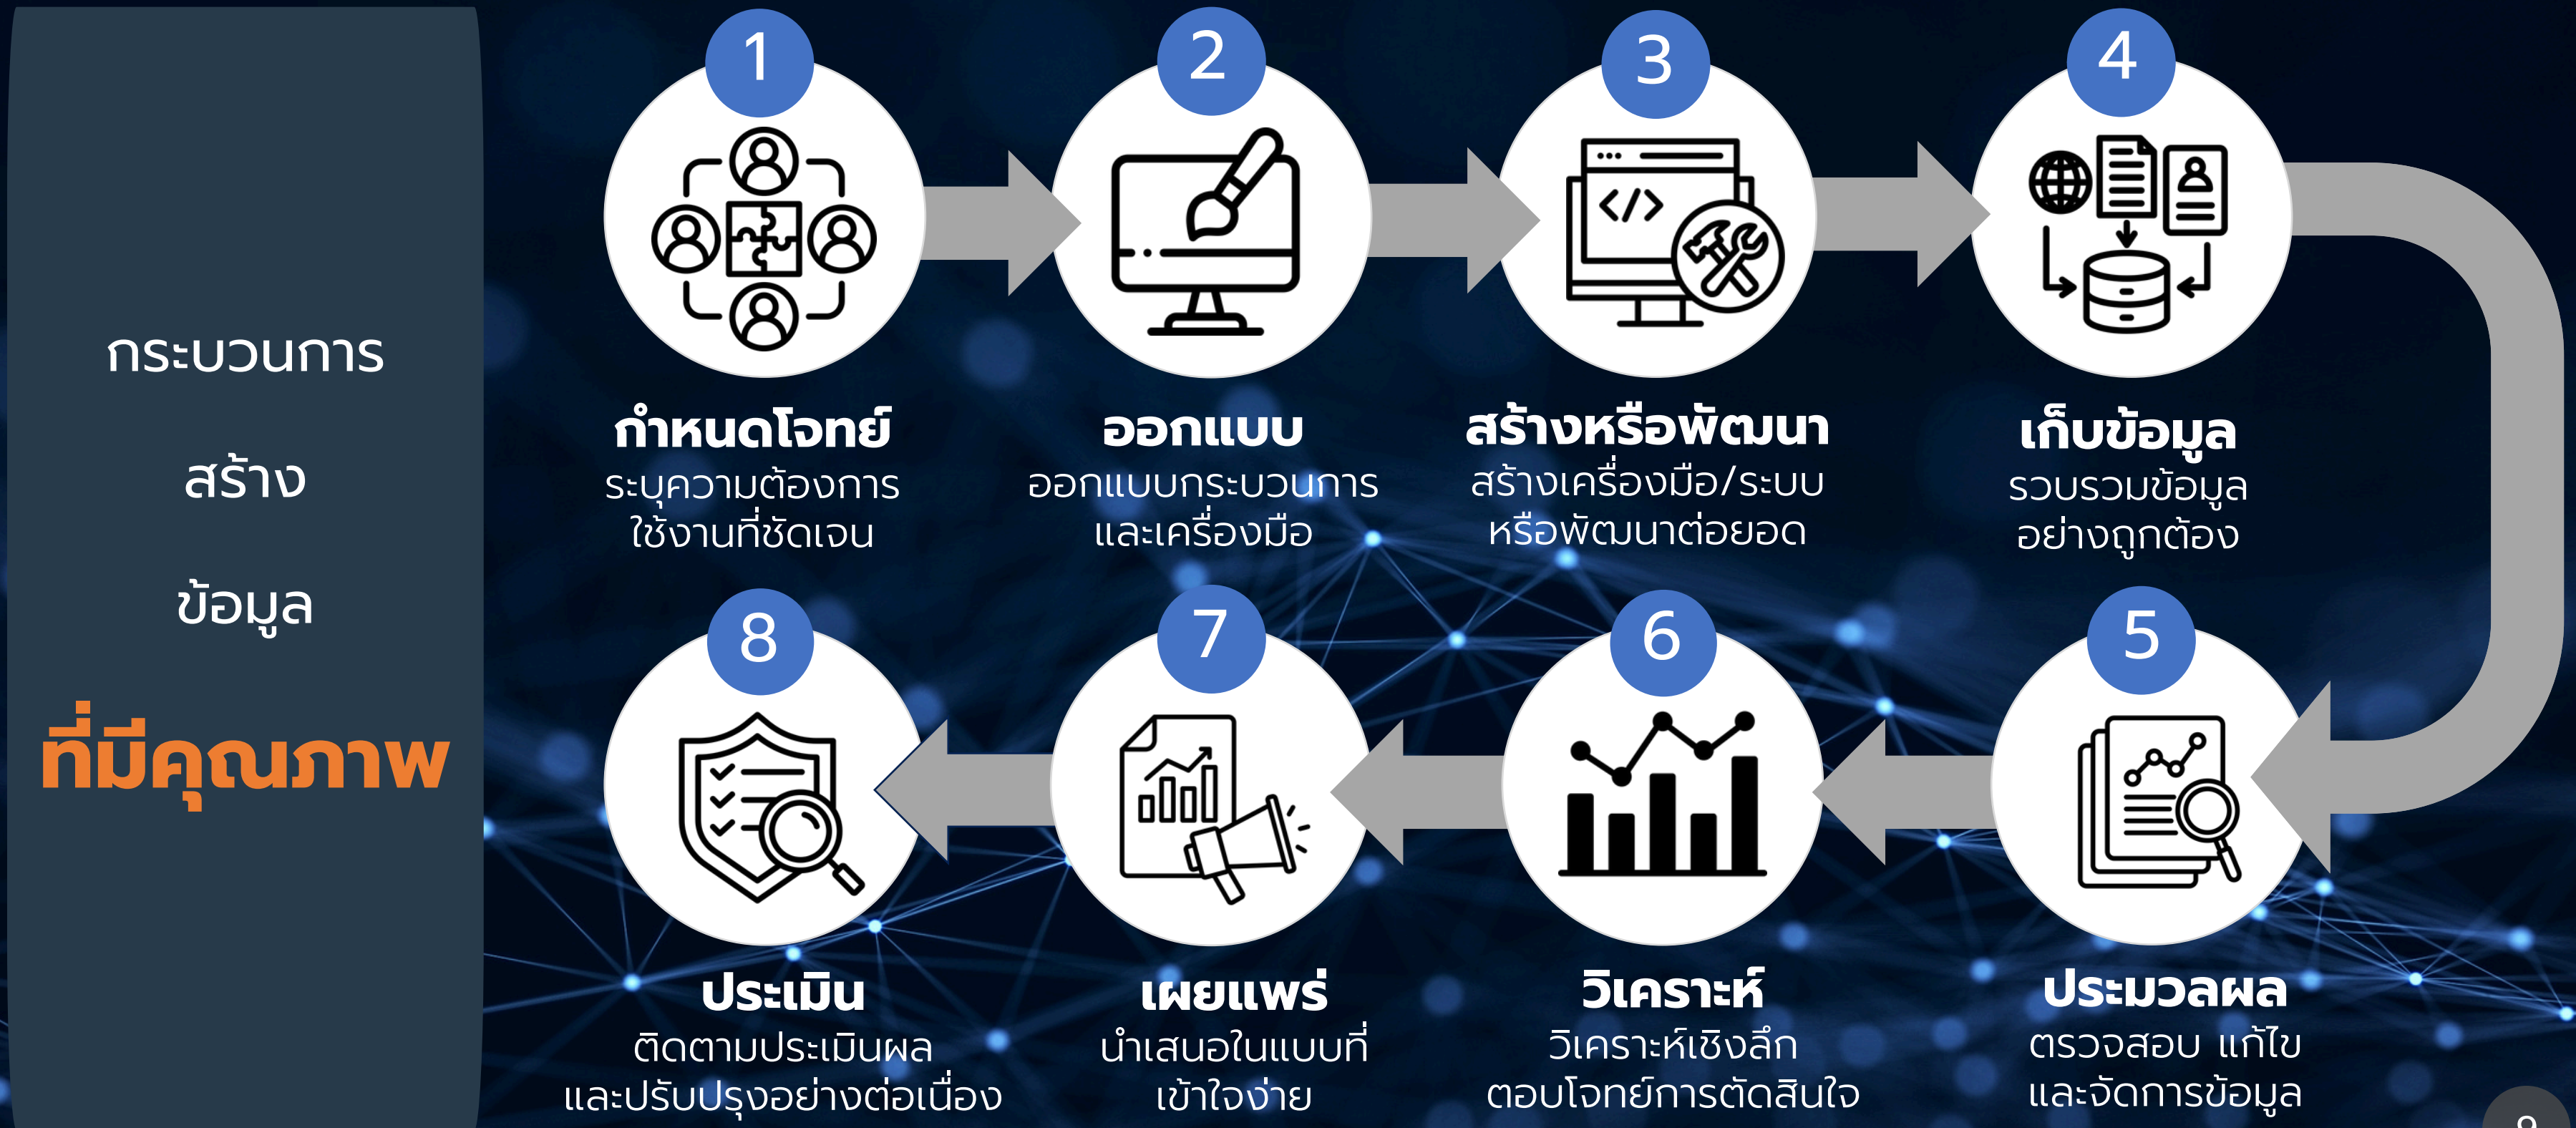 กระบวนการ
สร้าง
ข้อมูล
ที่มีคุณภาพ
1
กำหนดโจทย์
ระบุความต้องการ
ใช้งานที่ชัดเจน
2
ออกแบบ
ออกแบบกระบวนการ
และเครื่องมือ
3
</>
สร้างหรือพัฒนา
สร้างเครื่องมือ/ระบบ
หรือพัฒนาต่อยอด
4
เก็บข้อมูล
รวบรวมข้อมูล
อย่างถูกต้อง
5
ประมวลผล
ตรวจสอบ แก้ไข
และจัดการข้อมูล
6
วิเคราะห์
วิเคราะห์เชิงลึก
ตอบโจทย์การตัดสินใจ
7
เผยแพร่
นำเสนอในแบบที่
เข้าใจง่าย
8
ประเมิน
ติดตามประเมินผล
และปรับปรุงอย่างต่อเนื่อง